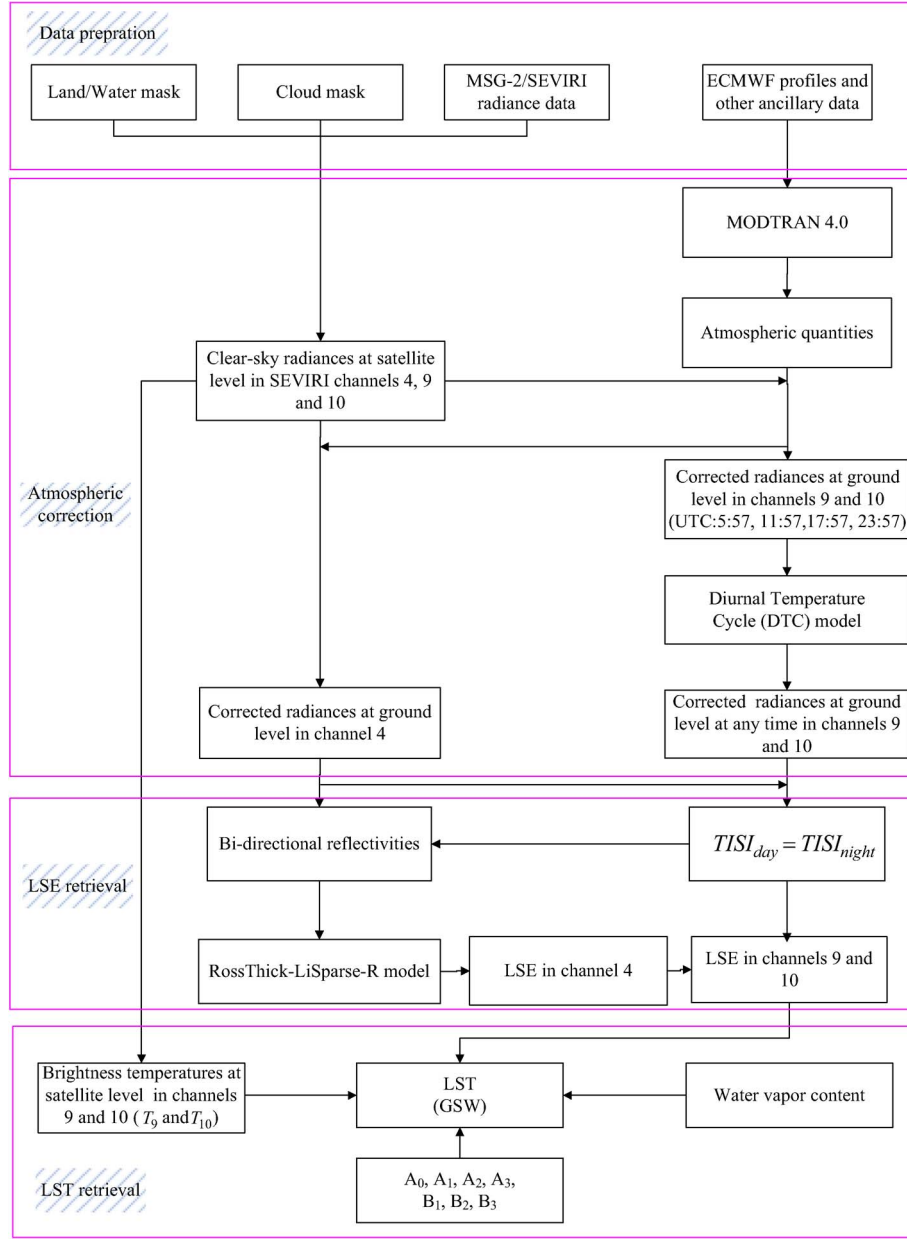 Data prepration
Land/Water mask
Cloud mask
MSG-2/SEVIRI
radiance data
ECMWF profiles and
other ancillary data
MODTRAN 4.0
Atmospheric quantities
Clear-sky radiances at satellite
level in SEVIRI channels 4, 9
and 10
Atmospheric
correction
Corrected radiances at ground
level in channels 9 and 10
(UTC:5:57, 11:57,17:57, 23:57)
Diurnal Temperature
Cycle (DTC) model
Corrected radiances at ground
level in channel 4
Corrected radiances at ground
level at any time in channels 9
and 10
LSE retrieval
Bi-directional reflectivities
TISI_day = TISI_night
RossThick-LiSparse-R model
LSE in channel 4
LSE in channels 9 and
10
Brightness temperatures at
satellite level in channels
9 and 10 (T₉ and T₁₀)
LST
(GSW)
Water vapor content
A₀, A₁, A₂, A₃,
B₁, B₂, B₃
LST retrieval